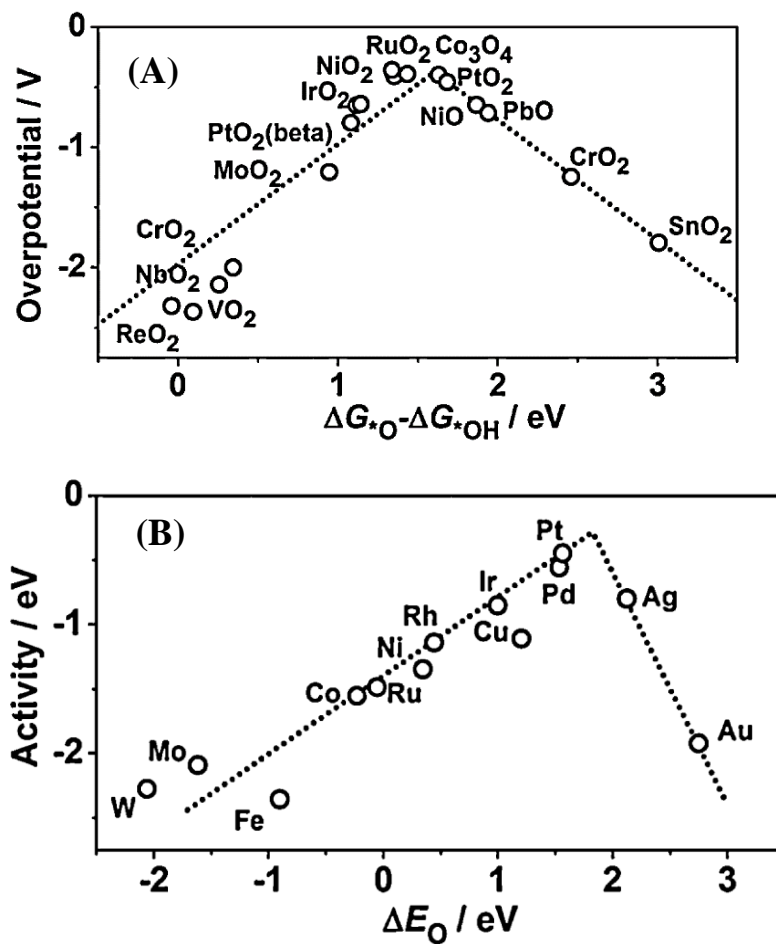 (A)
Overpotential / V
0
-1
-2
RuO₂ Co₃O₄
NiO₂
PtO₂
IrO₂
NiO PbO
PtO₂(beta)
MoO₂
CrO₂
CrO₂
SnO₂
NbO₂
VO₂
ReO₂
0 1 2 3
ΔG*O-ΔG*OH / eV
(B)
Activity / eV
0
-1
-2
Pt
Pd
Ir
Ag
Rh
Cu
Ni
Co Ru
Au
Mo
W
Fe
-2 -1 0 1 2 3
ΔEO / eV